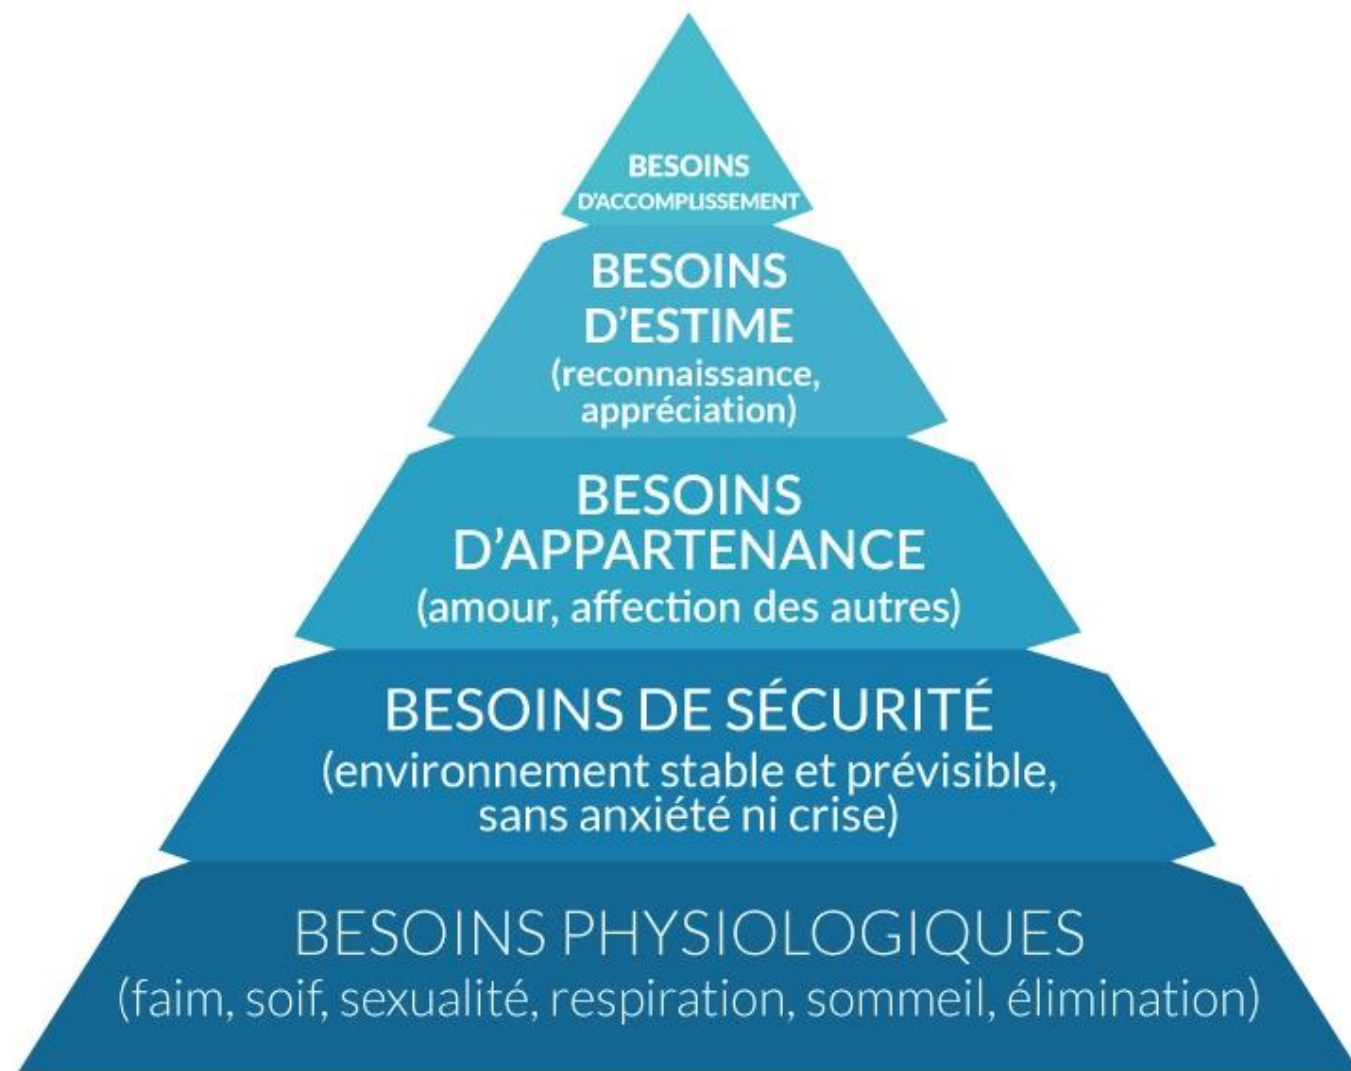 BESOINS
D'ACCOMPLISSEMENT
BESOINS
D'ESTIME
(reconnaissance,
appréciation)
BESOINS
D'APPARTENANCE
(amour, affection des autres)
BESOINS DE SÉCURITÉ
(environnement stable et prévisible,
sans anxiété ni crise)
BESOINS PHYSIOLOGIQUES
(faim, soif, sexualité, respiration, sommeil, élimination)